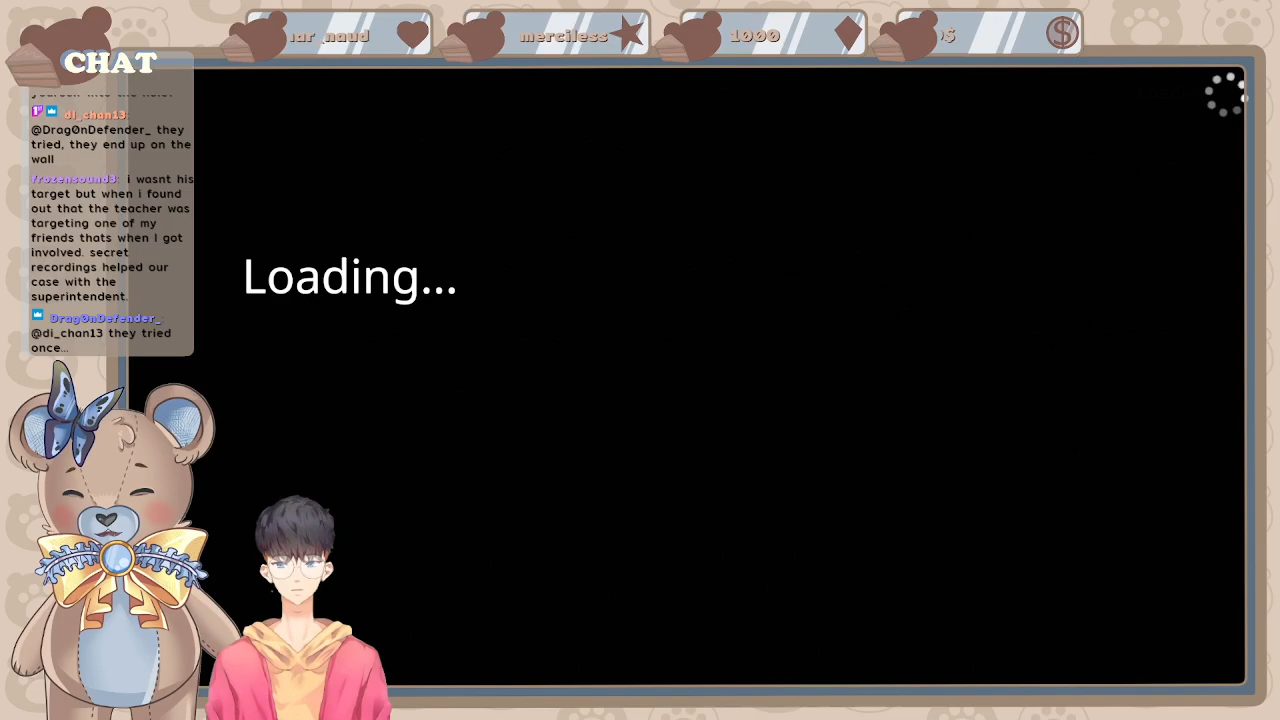 merciless
1000
$
CHAT
di_chan13:
@Drag0nDefender_ they
tried, they end up on the
wall
frozensound3: i wasnt his
target but when i found
out that the teacher was
targeting one of my
friends thats when I got
involved. secret
recordings helped our
case with the
superintendent.
Drag0nDefender_:
@di_chan13 they tried
once...
Loading...